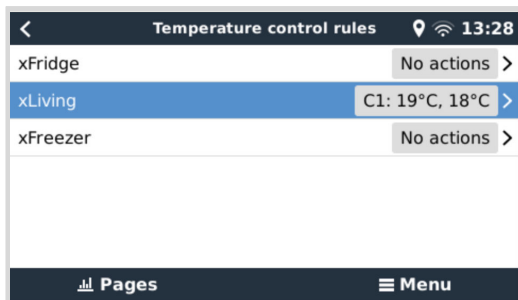 Temperature control rules 13:28
xFridge No actions
xLiving C1: 19°C, 18°C
xFreezer No actions
Pages Menu